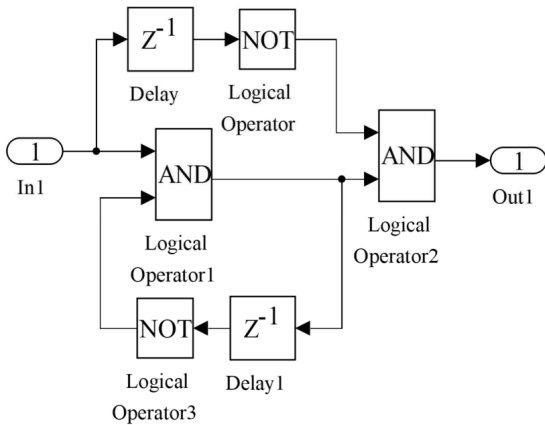 Z⁻¹
NOT
Delay
Logical
Operator
1
In1
AND
Logical
Operator1
AND
Logical
Operator2
1
Out1
NOT
Logical
Operator3
Z⁻¹
Delay1